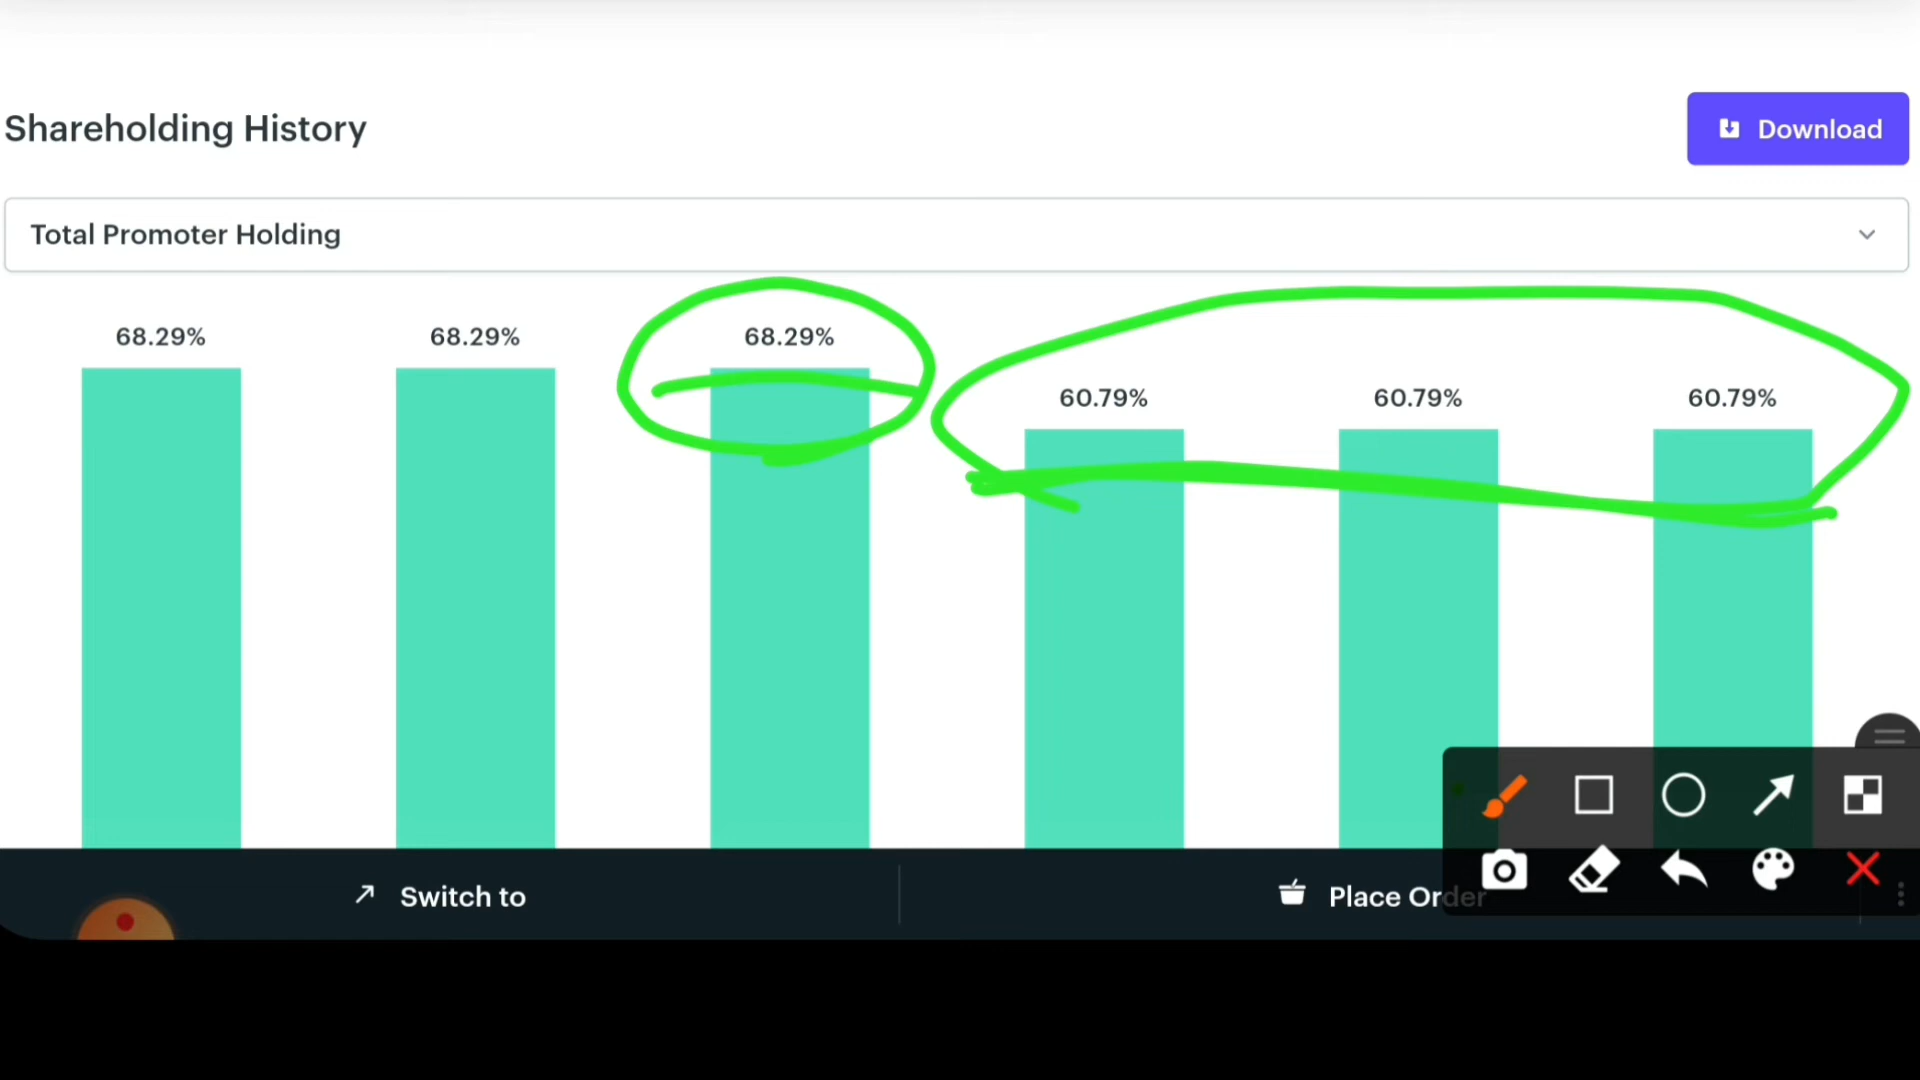 Shareholding History
Download
Total Promoter Holding
68.29%
68.29%
68.29%
60.79%
60.79%
60.79%
Switch to
Place Order